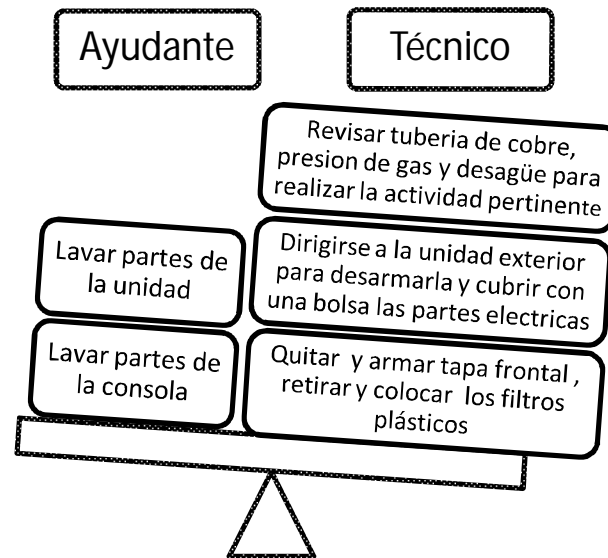 Ayudante
Técnico
Revisar tuberia de cobre,
presion de gas y desagüe para
realizar la actividad pertinente
Lavar partes de
la unidad
Dirigirse a la unidad exterior
para desarmarla y cubrir con
una bolsa las partes electricas
Lavar partes de
la consola
Quitar y armar tapa frontal ,
retirar y colocar los filtros
plásticos